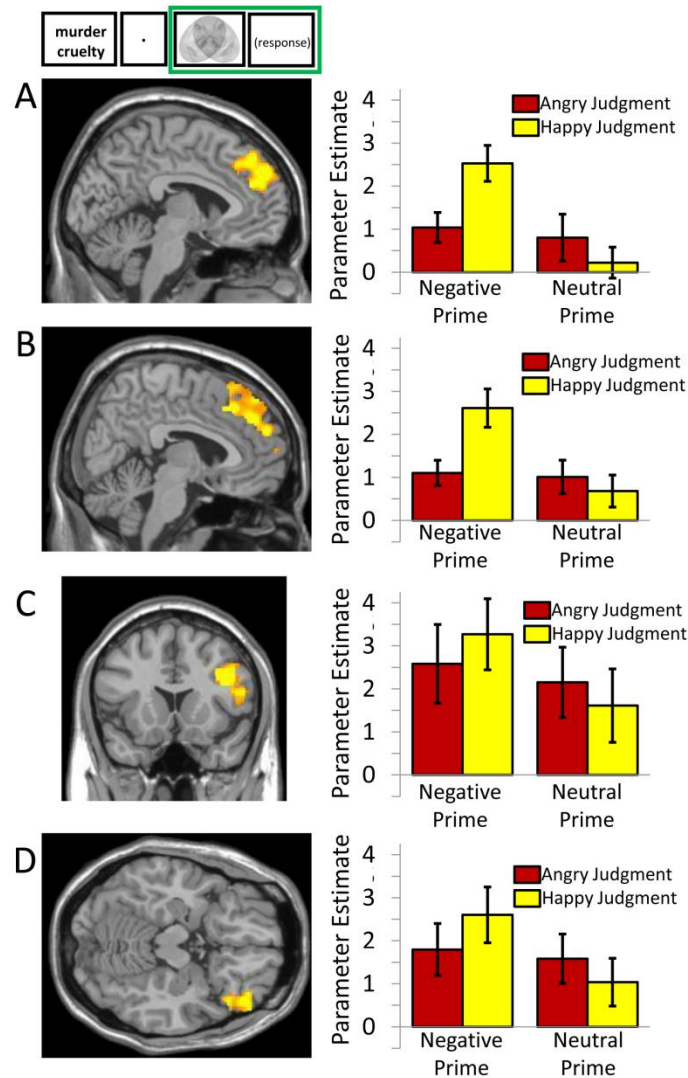 murder
cruelty
(response)
A
Parameter Estimate
4
3
2
1
0
Angry Judgment
Happy Judgment
Negative
Prime
Neutral
Prime
B
Parameter Estimate
4
3
2
1
0
Angry Judgment
Happy Judgment
Negative
Prime
Neutral
Prime
C
Parameter Estimate
4
3
2
1
0
Angry Judgment
Happy Judgment
Negative
Prime
Neutral
Prime
D
Parameter Estimate
4
3
2
1
0
Angry Judgment
Happy Judgment
Negative
Prime
Neutral
Prime